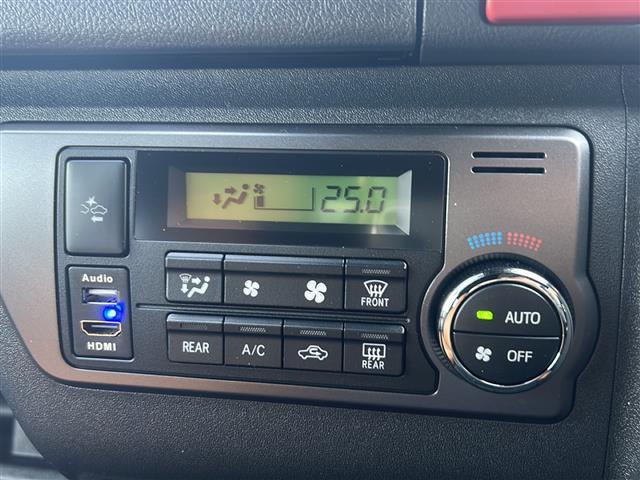 25.0
Audio
HDMI
FRONT
REAR
A/C
REAR
AUTO
OFF